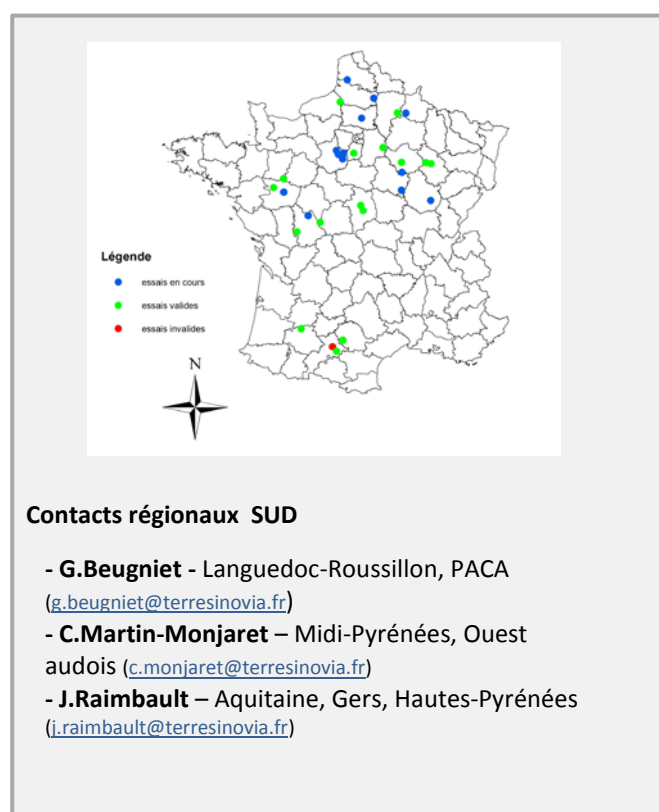 Légende
essais en cours
essais valides
essais invalides
N
Contacts régionaux SUD
- G.Beugniet - Languedoc-Roussillon, PACA
(g.beugniet@terresinovia.fr)
- C.Martin-Monjaret – Midi-Pyrénées, Ouest
audois (c.monjaret@terresinovia.fr)
- J.Raimbault – Aquitaine, Gers, Hautes-Pyrénées
(j.raimbault@terresinovia.fr)